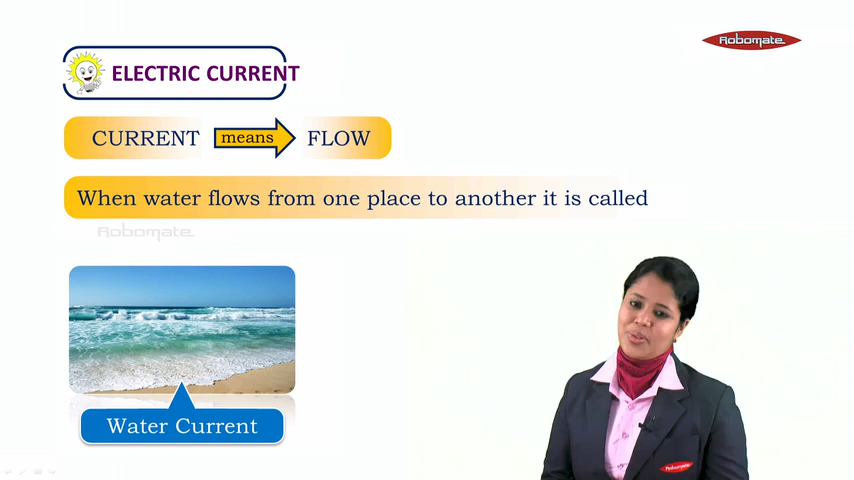 Robomate
ELECTRIC CURRENT
CURRENT means FLOW
When water flows from one place to another it is called
Robomate
Water Current
Robomate